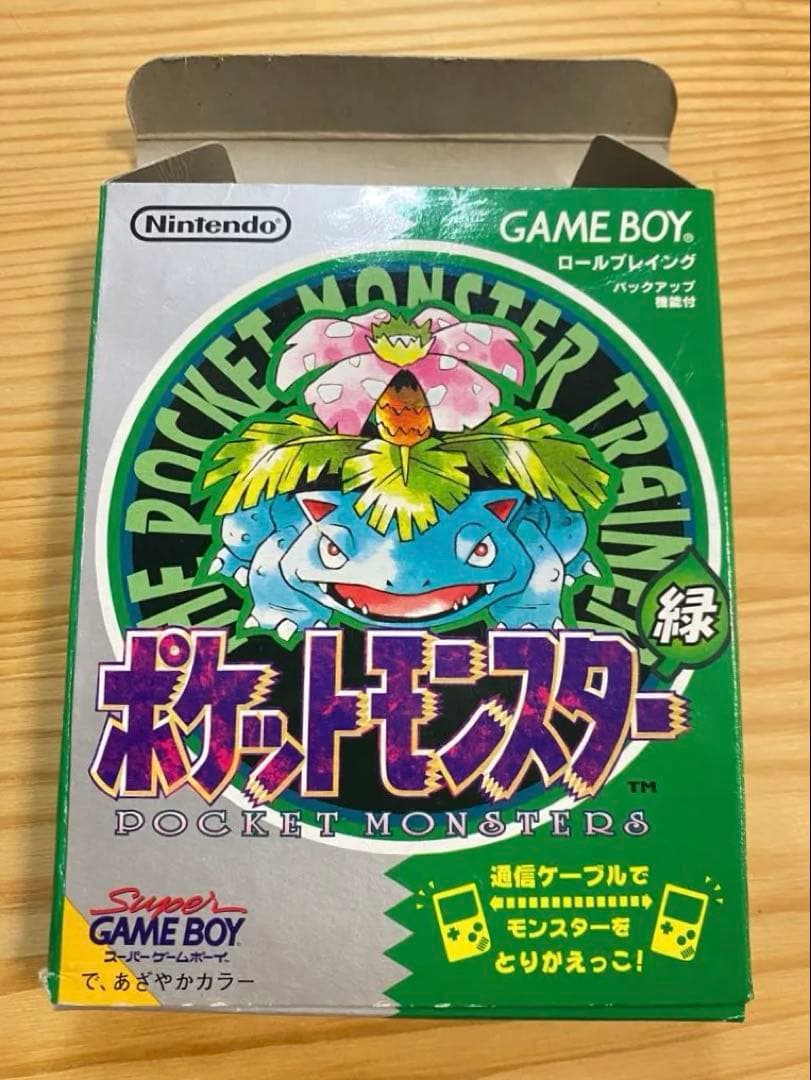 Nintendo®
GAME BOY®
ロールプレイング
バックアップ
機能付
THE POCKET MONSTER TRAINER
緑
ポケットモンスター
TM
POCKET MONSTERS
通信ケーブルで
モンスターを
とりかえっこ!
Super
GAME BOY
スーパーゲームボーイ
で、あざやかカラー